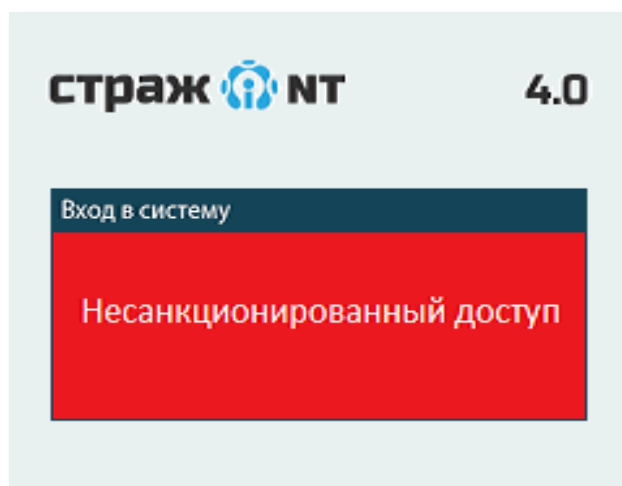 страж NT 4.0
Вход в систему
Несанкционированный доступ